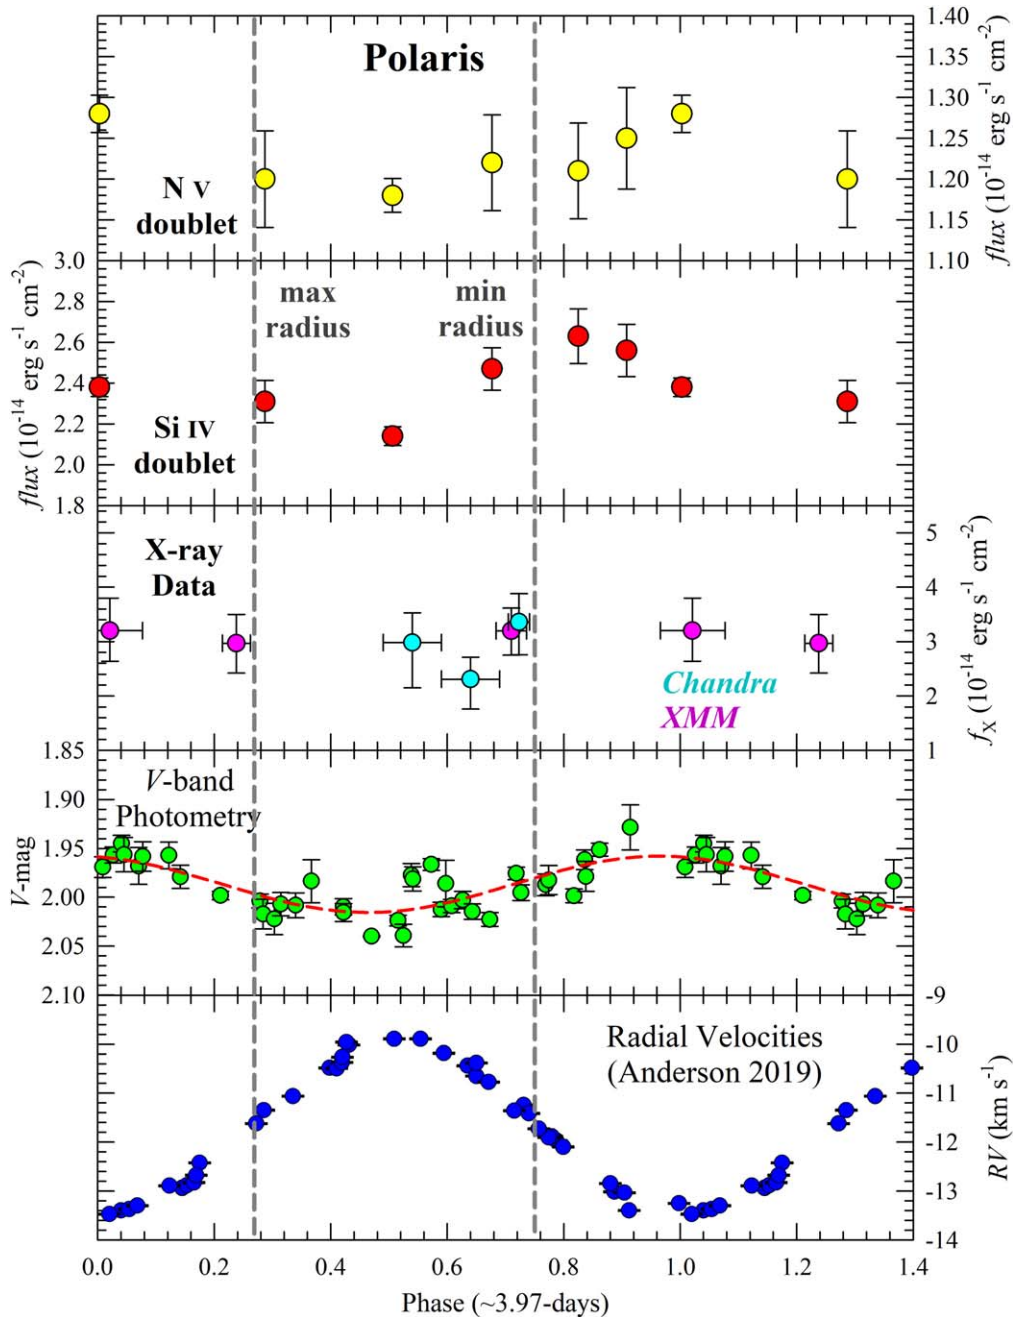 Polaris
N V
doublet
1.40
1.35
1.30
1.25
1.20
1.15
1.10
flux (10⁻¹⁴ erg s⁻¹ cm⁻²)
3.0
2.8
2.6
2.4
2.2
2.0
1.8
flux (10⁻¹⁴ erg s⁻¹ cm⁻²)
max
radius
min
radius
Si IV
doublet
X-ray
Data
5
4
3
2
1
f_X (10⁻¹⁴ erg s⁻¹ cm⁻²)
Chandra
XMM
1.85
1.90
1.95
2.00
2.05
2.10
V-mag
V-band
Photometry
-9
-10
-11
-12
-13
-14
RV (km s⁻¹)
Radial Velocities
(Anderson 2019)
0.0 0.2 0.4 0.6 0.8 1.0 1.2 1.4
Phase (~3.97-days)